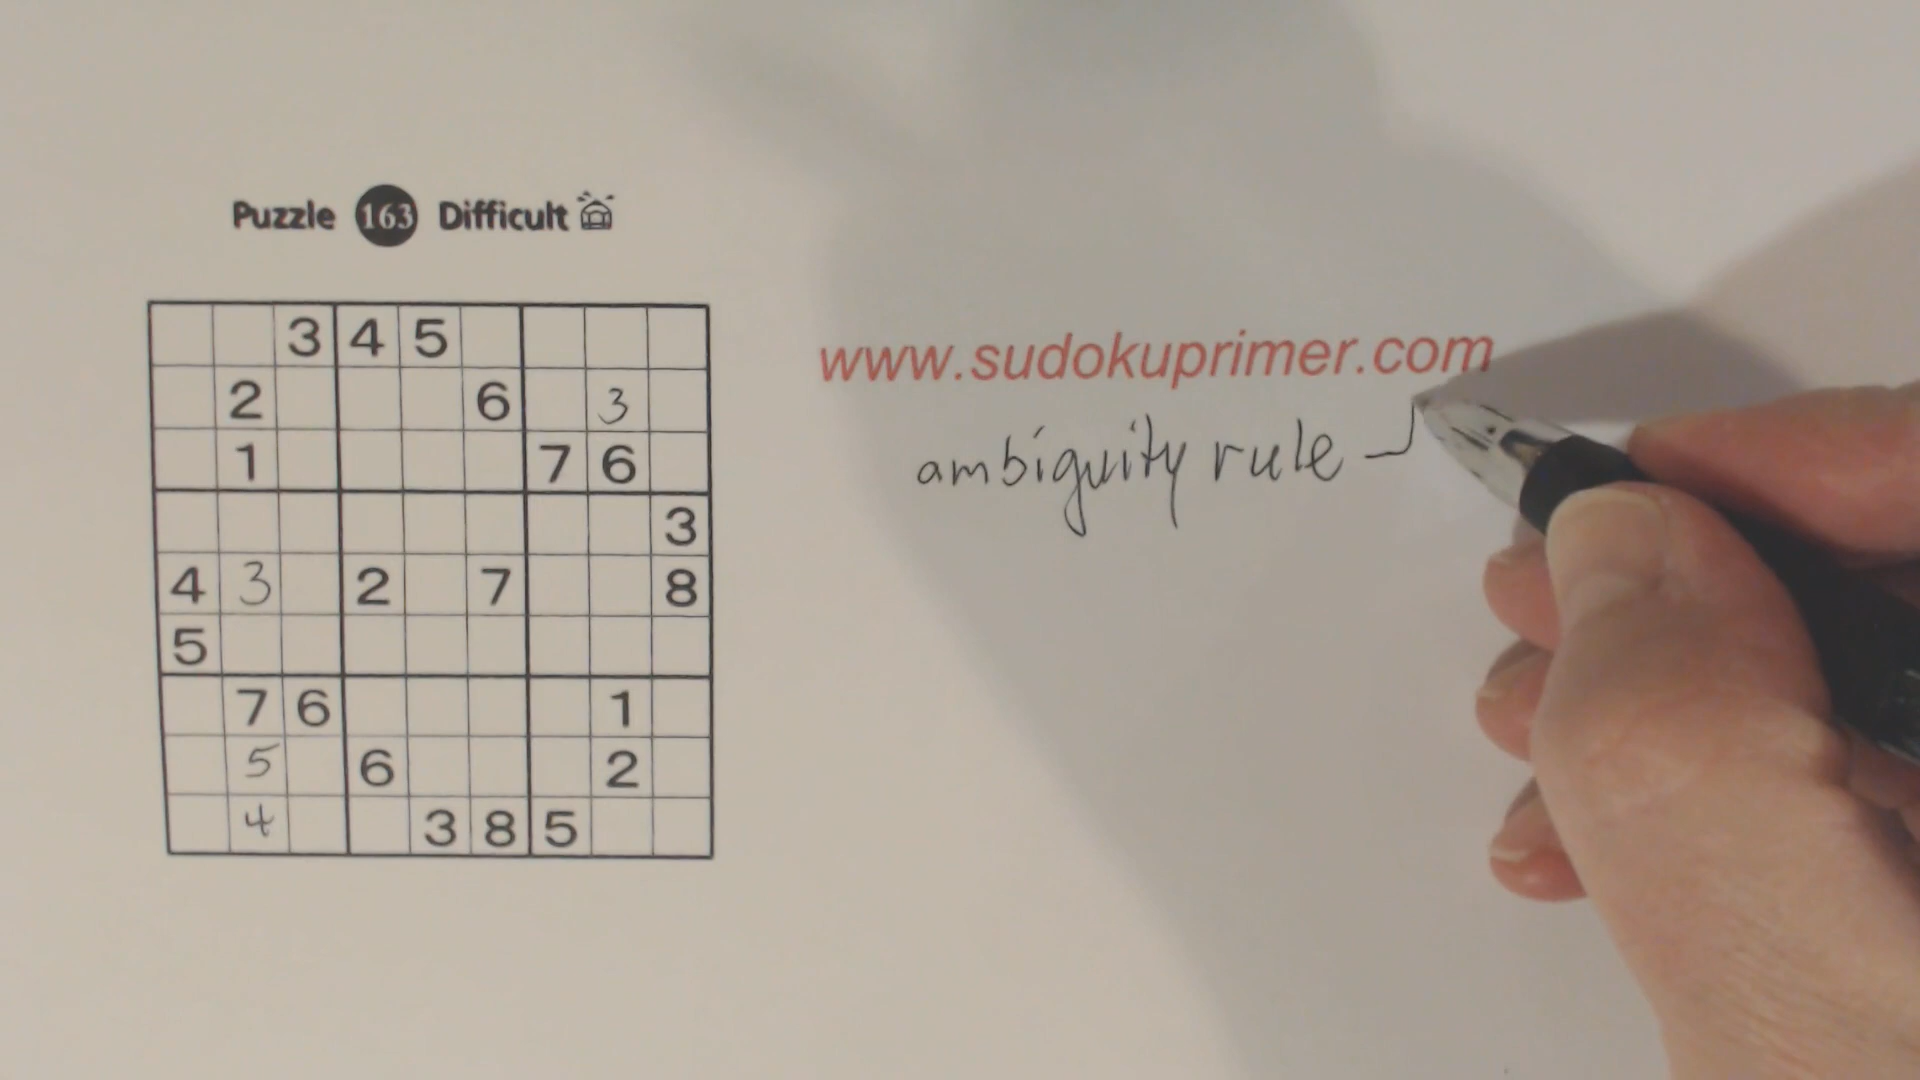 Puzzle 163 Difficult
3 4 5
2 6 3
1 7 6
3
4 3 2 7 8
5
7 6 1
5 6 2
4 3 8 5
www.sudokuprimer.com
ambiguity rule